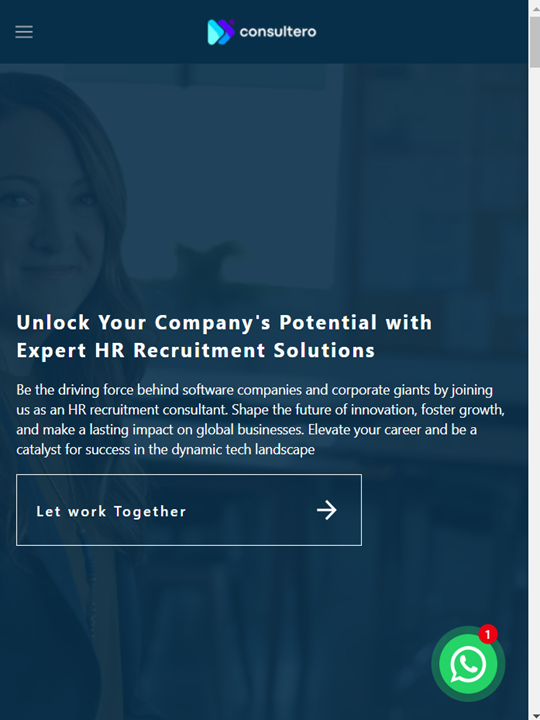 consultero
Unlock Your Company's Potential with
Expert HR Recruitment Solutions
Be the driving force behind software companies and corporate giants by joining
us as an HR recruitment consultant. Shape the future of innovation, foster growth,
and make a lasting impact on global businesses. Elevate your career and be a
catalyst for success in the dynamic tech landscape
Let work Together
1